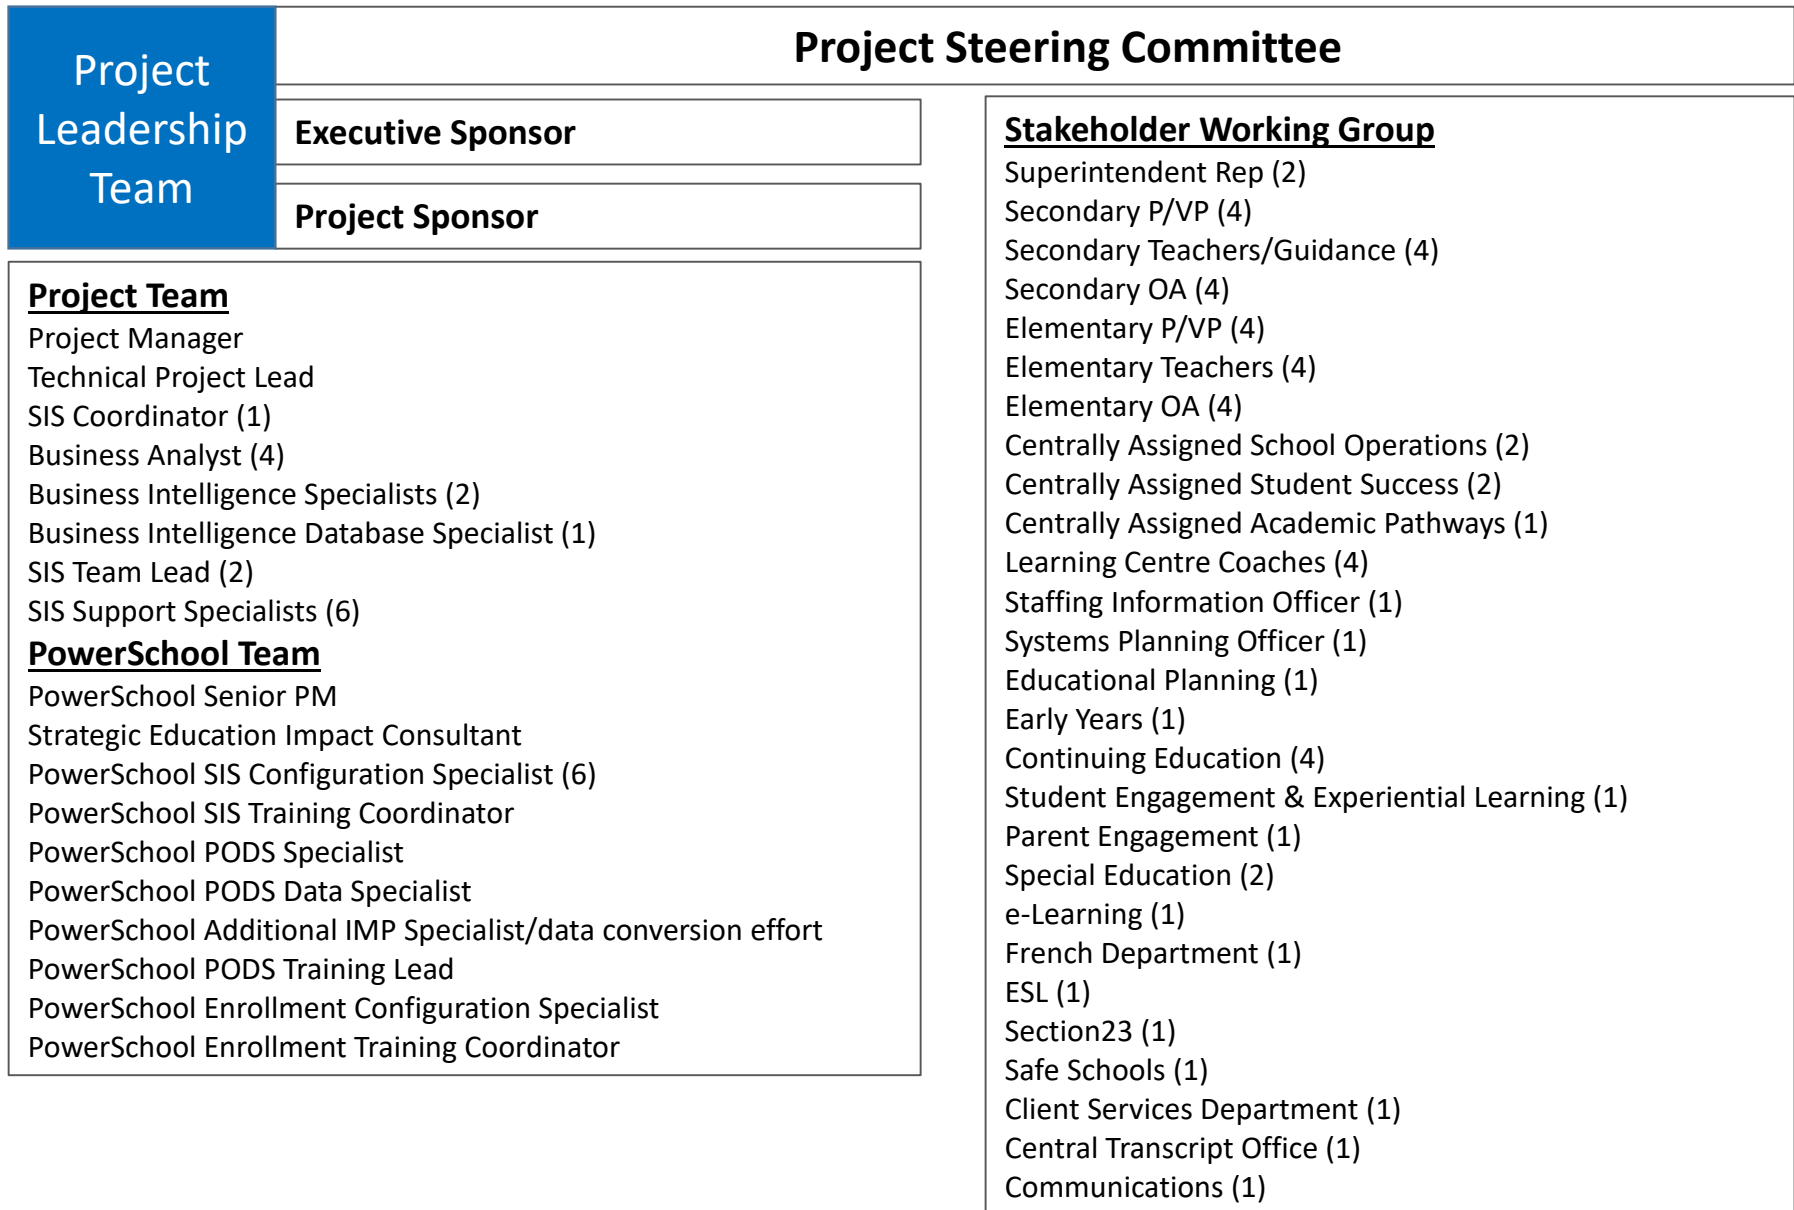 Project
Leadership
Team
Project Steering Committee
Executive Sponsor
Project Sponsor
Project Team
Project Manager
Technical Project Lead
SIS Coordinator (1)
Business Analyst (4)
Business Intelligence Specialists (2)
Business Intelligence Database Specialist (1)
SIS Team Lead (2)
SIS Support Specialists (6)
PowerSchool Team
PowerSchool Senior PM
Strategic Education Impact Consultant
PowerSchool SIS Configuration Specialist (6)
PowerSchool SIS Training Coordinator
PowerSchool PODS Specialist
PowerSchool PODS Data Specialist
PowerSchool Additional IMP Specialist/data conversion effort
PowerSchool PODS Training Lead
PowerSchool Enrollment Configuration Specialist
PowerSchool Enrollment Training Coordinator
Stakeholder Working Group
Superintendent Rep (2)
Secondary P/VP (4)
Secondary Teachers/Guidance (4)
Secondary OA (4)
Elementary P/VP (4)
Elementary Teachers (4)
Elementary OA (4)
Centrally Assigned School Operations (2)
Centrally Assigned Student Success (2)
Centrally Assigned Academic Pathways (1)
Learning Centre Coaches (4)
Staffing Information Officer (1)
Systems Planning Officer (1)
Educational Planning (1)
Early Years (1)
Continuing Education (4)
Student Engagement & Experiential Learning (1)
Parent Engagement (1)
Special Education (2)
e-Learning (1)
French Department (1)
ESL (1)
Section23 (1)
Safe Schools (1)
Client Services Department (1)
Central Transcript Office (1)
Communications (1)